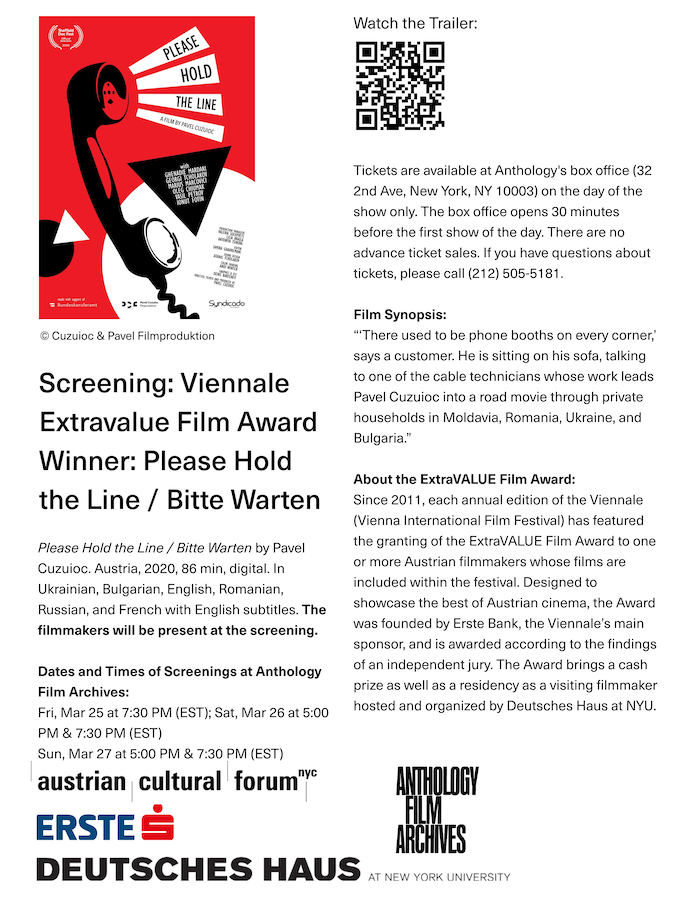 PLEASE
HOLD
THE LINE
A FILM BY PAVEL CUZUIOC
with
GHENADIE MARDARI
GEORGI TCHOLAKOV
MARIUS MARCOVICI
OLEG CHUIMAK
VASIL PETROV
IONUT FOTIN
Bundeskanzleramt
Syndicado
© Cuzuioc & Pavel Filmproduktion
Screening: Viennale
Extravalue Film Award
Winner: Please Hold
the Line / Bitte Warten
Please Hold the Line / Bitte Warten by Pavel
Cuzuioc. Austria, 2020, 86 min, digital. In
Ukrainian, Bulgarian, English, Romanian,
Russian, and French with English subtitles. The
filmmakers will be present at the screening.
Dates and Times of Screenings at Anthology
Film Archives:
Fri, Mar 25 at 7:30 PM (EST); Sat, Mar 26 at 5:00
PM & 7:30 PM (EST)
Sun, Mar 27 at 5:00 PM & 7:30 PM (EST)
Watch the Trailer:
Tickets are available at Anthology's box office (32
2nd Ave, New York, NY 10003) on the day of the
show only. The box office opens 30 minutes
before the first show of the day. There are no
advance ticket sales. If you have questions about
tickets, please call (212) 505-5181.
Film Synopsis:
“‘There used to be phone booths on every corner,’
says a customer. He is sitting on his sofa, talking
to one of the cable technicians whose work leads
Pavel Cuzuioc into a road movie through private
households in Moldavia, Romania, Ukraine, and
Bulgaria.”
About the ExtraVALUE Film Award:
Since 2011, each annual edition of the Viennale
(Vienna International Film Festival) has featured
the granting of the ExtraVALUE Film Award to one
or more Austrian filmmakers whose films are
included within the festival. Designed to
showcase the best of Austrian cinema, the Award
was founded by Erste Bank, the Viennale's main
sponsor, and is awarded according to the findings
of an independent jury. The Award brings a cash
prize as well as a residency as a visiting filmmaker
hosted and organized by Deutsches Haus at NYU.
austrian cultural forum nyc
ERSTE
ANTHOLOGY
FILM
ARCHIVES
DEUTSCHES HAUS AT NEW YORK UNIVERSITY